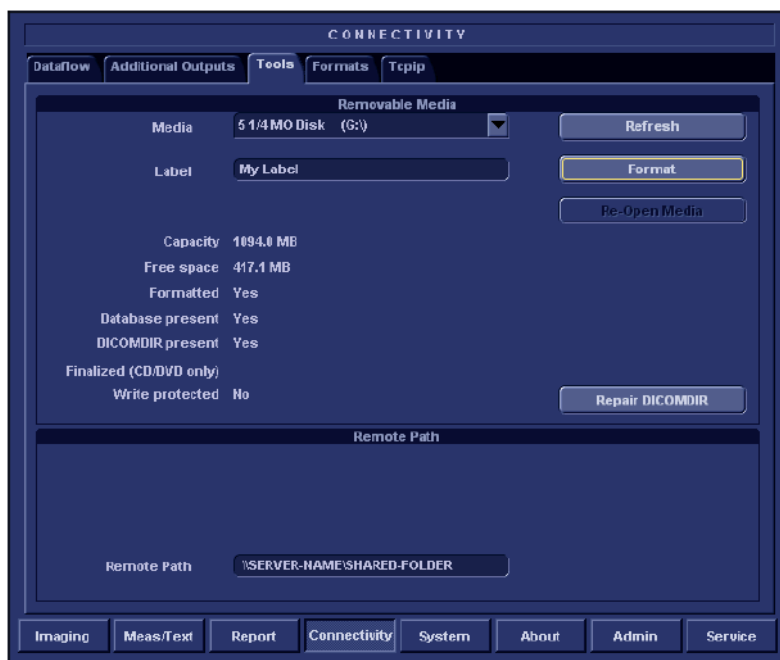 CONNECTIVITY
Dataflow Additional Outputs Tools Formats Tcpip
Removable Media
Media 5 1/4 MO Disk (G:\) Refresh
Label My Label Format
Re-Open Media
Capacity 1094.0 MB
Free space 417.1 MB
Formatted Yes
Database present Yes
DICOMDIR present Yes
Finalized (CD/DVD only)
Write protected No Repair DICOMDIR
Remote Path
Remote Path \\SERVER-NAME\SHARED-FOLDER
Imaging Meas/Text Report Connectivity System About Admin Service